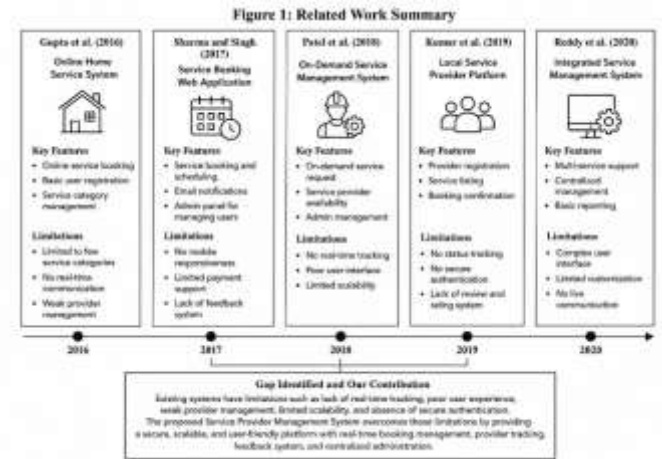 Figure 1: Related Work Summary
Gupta et al. (2016)
Online Home
Service System
Key Features
• Online service booking
• Basic user registration
• Service category
management
Limitations
• Limited to few
service categories
• No real-time
communication
• Weak provider
management
Sharma and Singh
(2017)
Service Booking
Web Application
Key Features
• Service booking and
scheduling
• Email notifications
• Admin panel for
managing users
Limitations
• No mobile
responsiveness
• Limited payment
support
• Lack of feedback
system
Patel et al. (2018)
On-Demand Service
Management System
Key Features
• On-demand service
request
• Service provider
availability
• Admin management
Limitations
• No real-time tracking
• Poor user interface
• Limited scalability
Kumar et al. (2019)
Local Service
Provider Platform
Key Features
• Provider registration
• Service listing
• Booking confirmation
Limitations
• No status tracking
• No secure
authentication
• Lack of review and
rating system
Reddy et al. (2020)
Integrated Service
Management System
Key Features
• Multi-service support
• Centralized
management
• Basic reporting
Limitations
• Complex user
interface
• Limited customization
• No live
communication
2016
2017
2018
2019
2020
Gap Identified and Our Contribution
Existing systems have limitations such as lack of real-time tracking, poor user experience,
weak provider management, limited scalability, and absence of secure authentication.
The proposed Service Provider Management System overcomes these limitations by providing
a secure, scalable, and user-friendly platform with real-time booking management, provider tracking,
feedback system, and centralized administration.